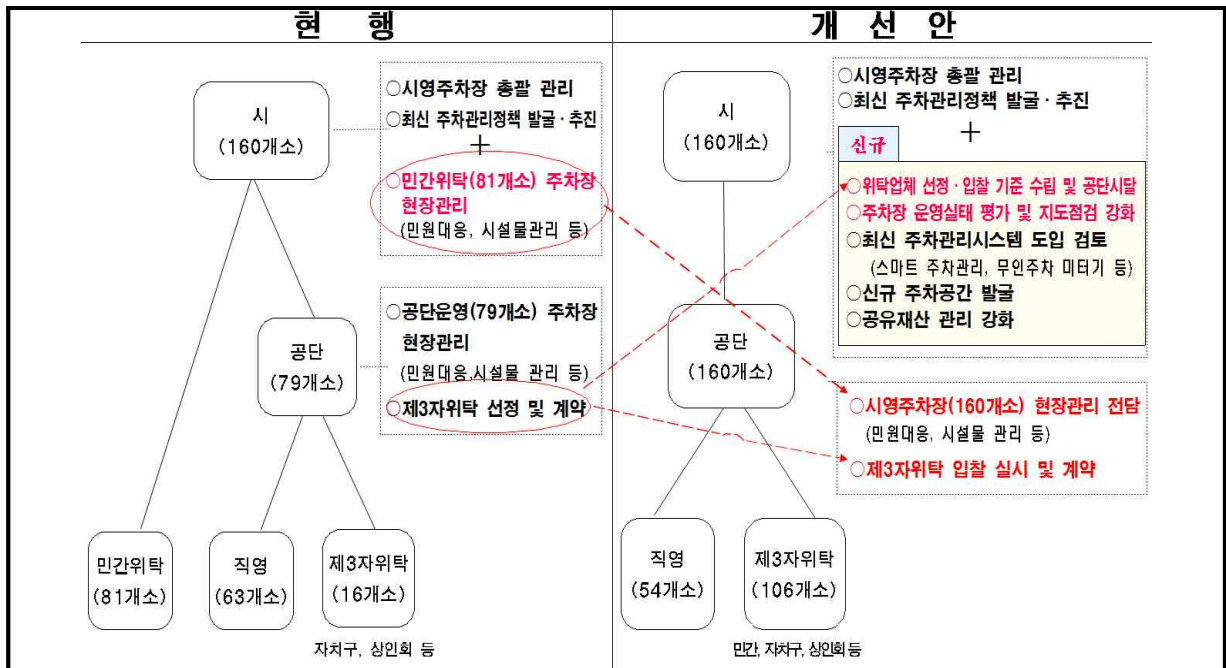 현 행
시
(160개소)
○시영주차장 총괄 관리
○최신 주차관리정책 발굴·추진
+
○민간위탁(81개소) 주차장
현장관리
(민원대응, 시설물관리 등)
공단
(79개소)
○공단운영(79개소) 주차장
현장관리
(민원대응,시설물 관리 등)
○제3자위탁 선정 및 계약
민간위탁
(81개소)
직영
(63개소)
제3자위탁
(16개소)
자치구, 상인회 등
개 선 안
시
(160개소)
○시영주차장 총괄 관리
○최신 주차관리정책 발굴·추진
+
신규
○위탁업체 선정·입찰 기준 수립 및 공단시달
○주차장 운영실태 평가 및 지도점검 강화
○최신 주차관리시스템 도입 검토
(스마트 주차관리, 무인주차 미터기 등)
○신규 주차공간 발굴
○공유재산 관리 강화
공단
(160개소)
○시영주차장(160개소) 현장관리 전담
(민원대응, 시설물 관리 등)
○제3자위탁 입찰 실시 및 계약
직영
(54개소)
제3자위탁
(106개소)
민간, 자치구, 상인회 등